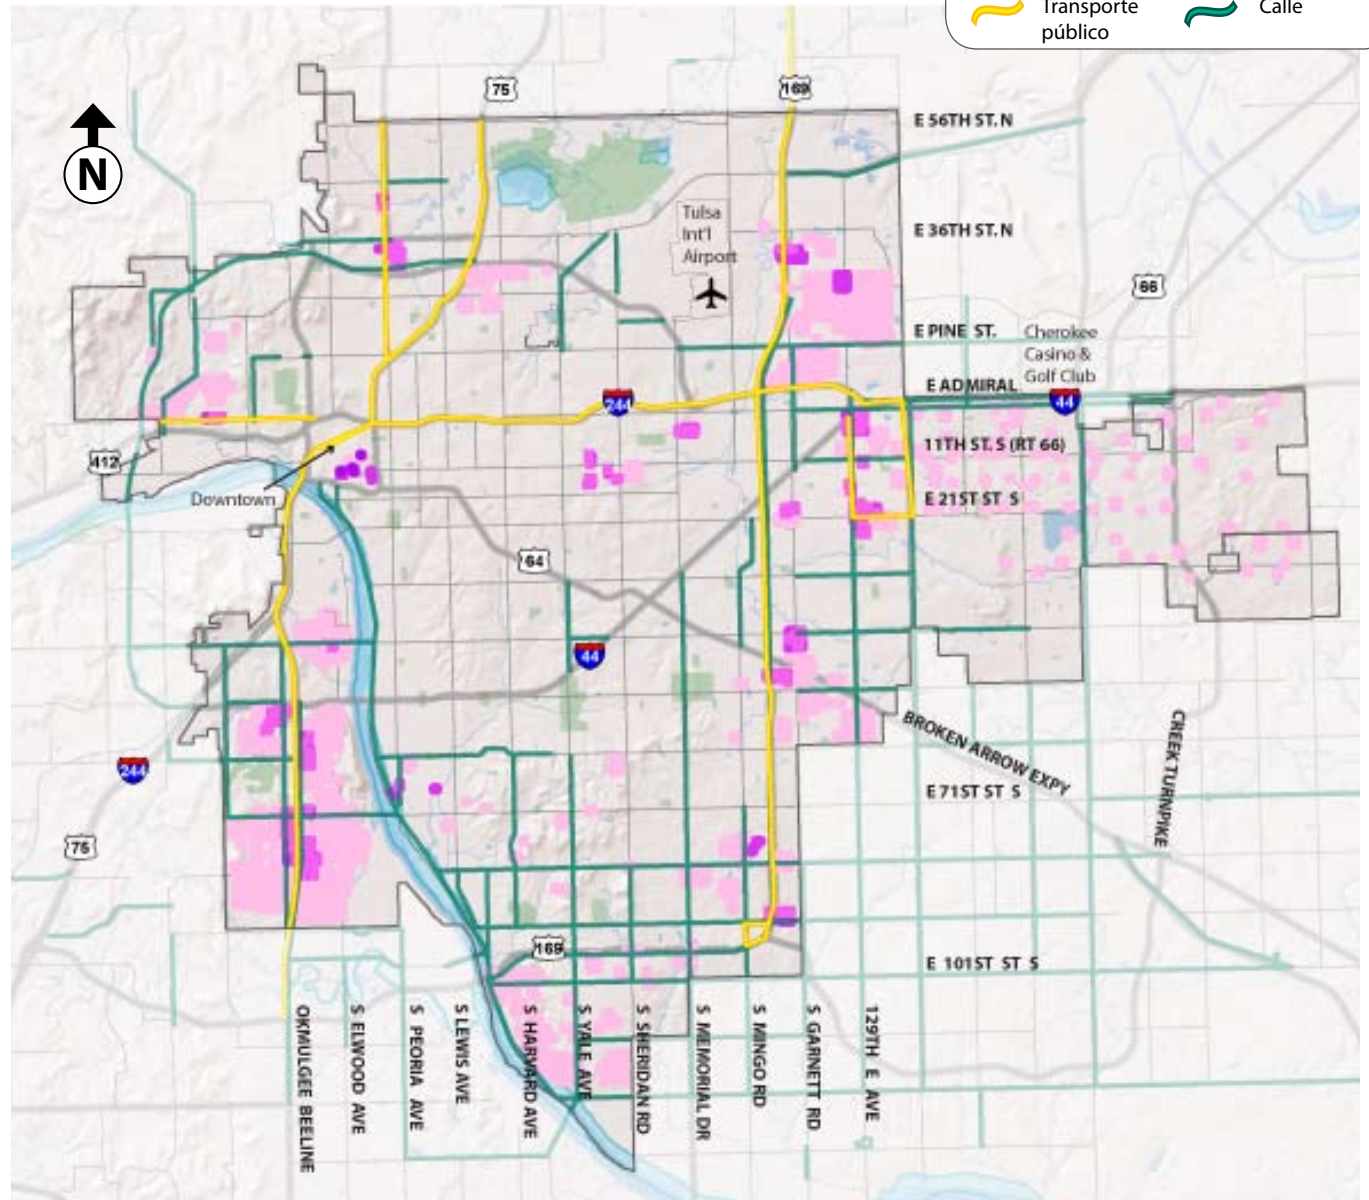 Transporte
público
Calle
75
169
E 56TH ST. N
N
Tulsa
Int'l
Airport
E 36TH ST. N
66
E PINE ST.
Cherokee
Casino &
Golf Club
E ADMIRAL
244
44
11TH ST. S (RT 66)
412
Downtown
E 21ST ST S
64
44
BROKEN ARROW EXPY
CREEK TURNPIKE
244
E 71ST ST S
75
169
E 101ST ST S
OKMULGEE BEELINE
S ELWOOD AVE
S PEORIA AVE
S LEWIS AVE
S HARVARD AVE
S YALE AVE
S SHERIDAN RD
S MEMORIAL DR
S MINGO RD
S GARNETT RD
129TH E AVE